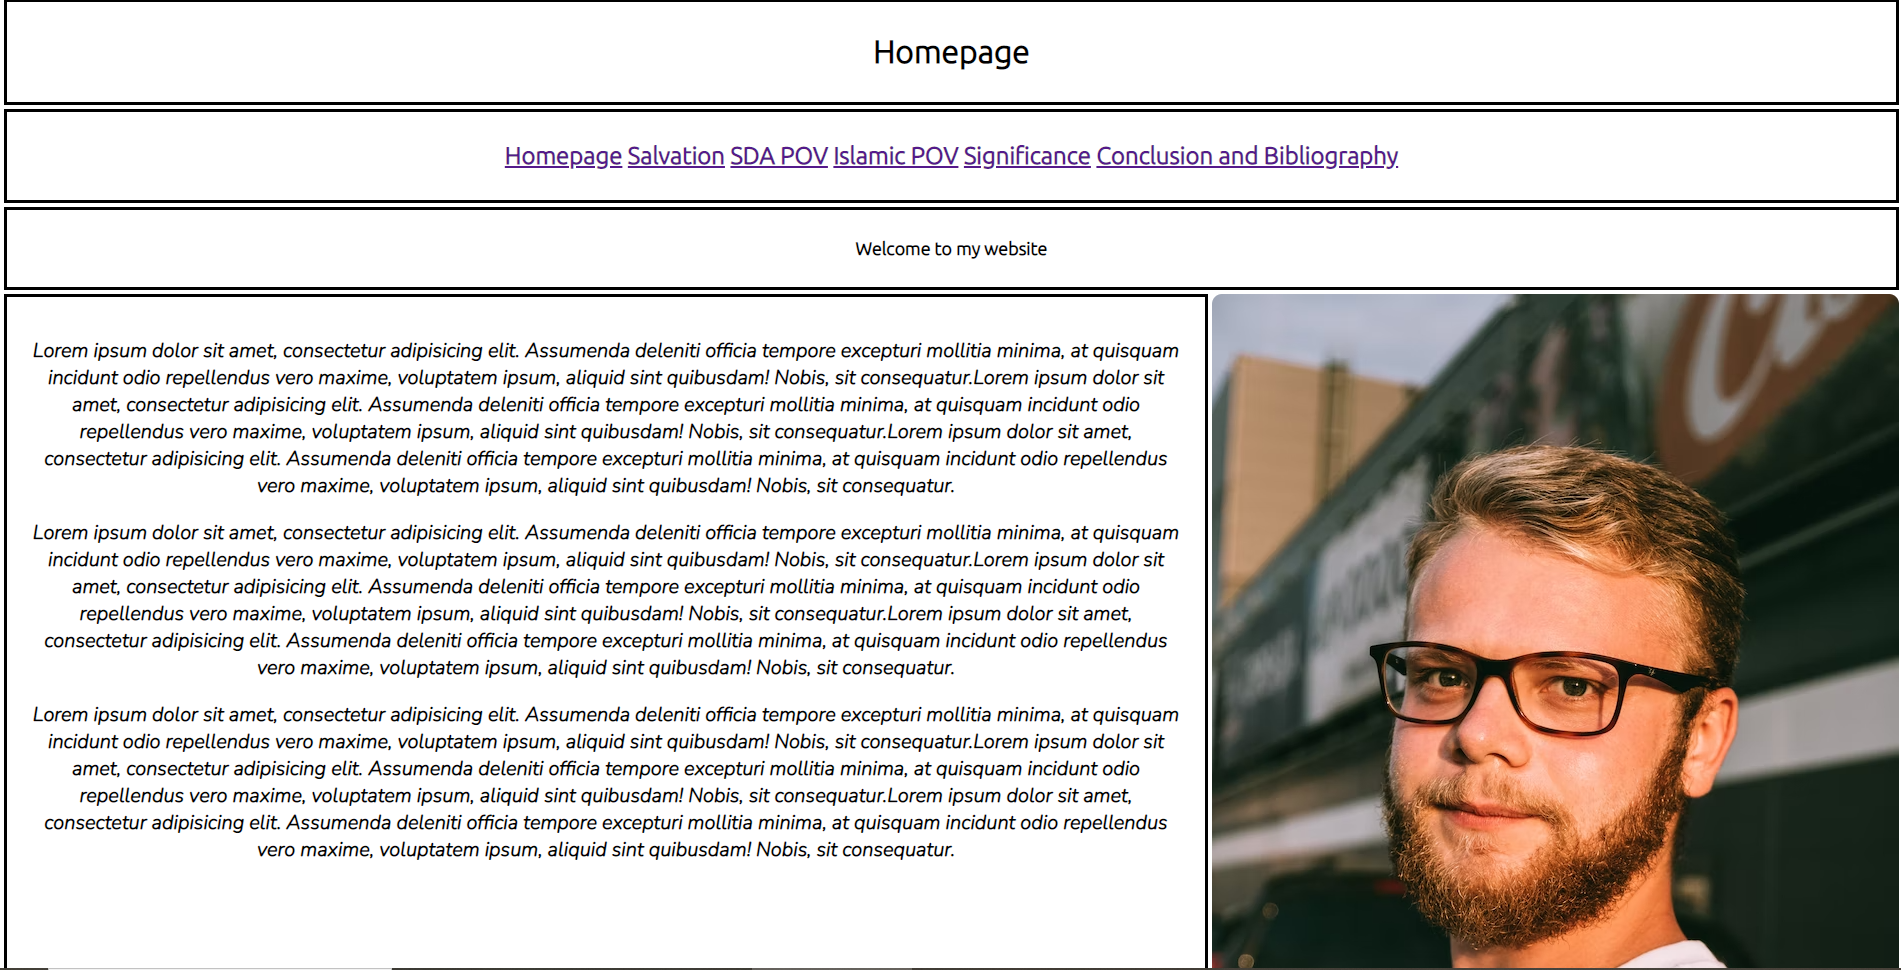 Homepage
Homepage Salvation SDA POV Islamic POV Significance Conclusion and Bibliography
Welcome to my website
Lorem ipsum dolor sit amet, consectetur adipisicing elit. Assumenda deleniti officia tempore excepturi mollitia minima, at quisquam
incidunt odio repellendus vero maxime, voluptatem ipsum, aliquid sint quibusdam! Nobis, sit consequatur.Lorem ipsum dolor sit
amet, consectetur adipisicing elit. Assumenda deleniti officia tempore excepturi mollitia minima, at quisquam incidunt odio
repellendus vero maxime, voluptatem ipsum, aliquid sint quibusdam! Nobis, sit consequatur.Lorem ipsum dolor sit amet,
consectetur adipisicing elit. Assumenda deleniti officia tempore excepturi mollitia minima, at quisquam incidunt odio repellendus
vero maxime, voluptatem ipsum, aliquid sint quibusdam! Nobis, sit consequatur.
Lorem ipsum dolor sit amet, consectetur adipisicing elit. Assumenda deleniti officia tempore excepturi mollitia minima, at quisquam
incidunt odio repellendus vero maxime, voluptatem ipsum, aliquid sint quibusdam! Nobis, sit consequatur.Lorem ipsum dolor sit
amet, consectetur adipisicing elit. Assumenda deleniti officia tempore excepturi mollitia minima, at quisquam incidunt odio
repellendus vero maxime, voluptatem ipsum, aliquid sint quibusdam! Nobis, sit consequatur.Lorem ipsum dolor sit amet,
consectetur adipisicing elit. Assumenda deleniti officia tempore excepturi mollitia minima, at quisquam incidunt odio repellendus
vero maxime, voluptatem ipsum, aliquid sint quibusdam! Nobis, sit consequatur.
Lorem ipsum dolor sit amet, consectetur adipisicing elit. Assumenda deleniti officia tempore excepturi mollitia minima, at quisquam
incidunt odio repellendus vero maxime, voluptatem ipsum, aliquid sint quibusdam! Nobis, sit consequatur.Lorem ipsum dolor sit
amet, consectetur adipisicing elit. Assumenda deleniti officia tempore excepturi mollitia minima, at quisquam incidunt odio
repellendus vero maxime, voluptatem ipsum, aliquid sint quibusdam! Nobis, sit consequatur.Lorem ipsum dolor sit amet,
consectetur adipisicing elit. Assumenda deleniti officia tempore excepturi mollitia minima, at quisquam incidunt odio repellendus
vero maxime, voluptatem ipsum, aliquid sint quibusdam! Nobis, sit consequatur.